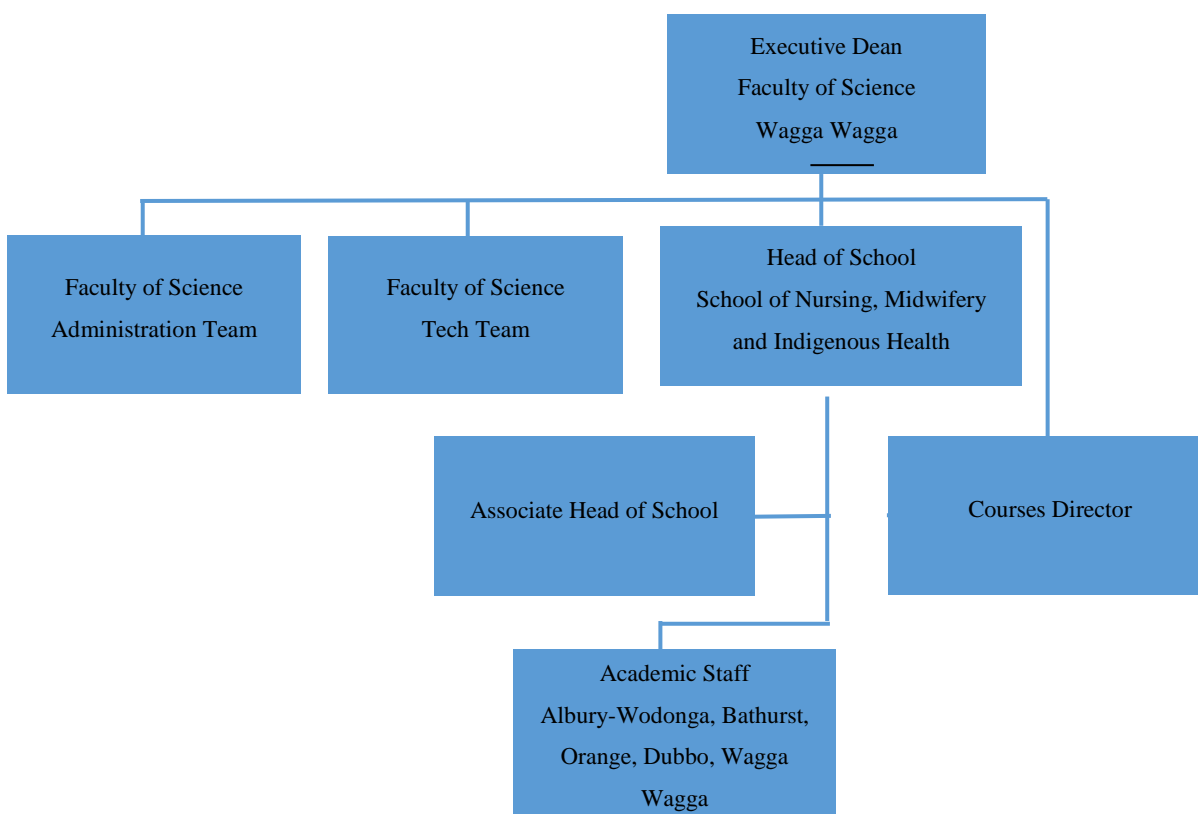 Executive Dean
Faculty of Science
Wagga Wagga
Faculty of Science
Administration Team
Faculty of Science
Tech Team
Head of School
School of Nursing, Midwifery
and Indigenous Health
Associate Head of School
Courses Director
Academic Staff
Albury-Wodonga, Bathurst,
Orange, Dubbo, Wagga
Wagga